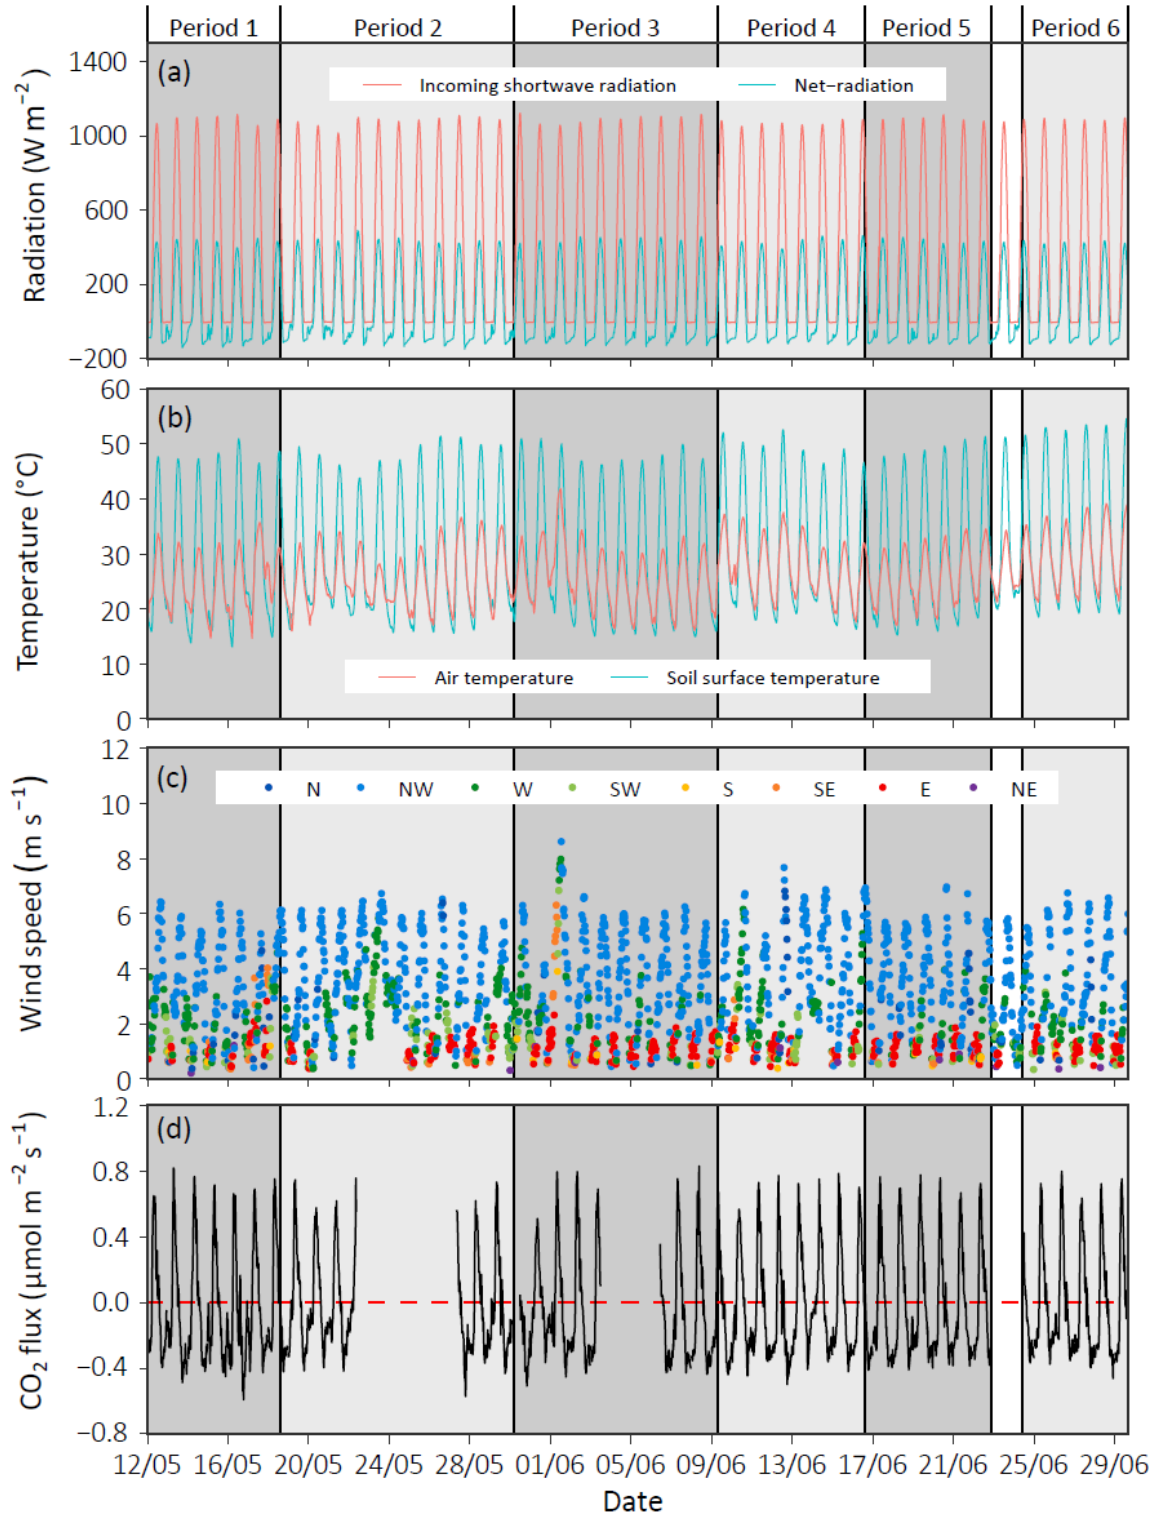 Period 1 Period 2 Period 3 Period 4 Period 5 Period 6
(a)
Incoming shortwave radiation Net−radiation
Radiation (W m−2)
1400
1000
600
200
−200
(b)
Air temperature Soil surface temperature
Temperature (°C)
60
50
40
30
20
10
0
(c)
N NW W SW S SE E NE
Wind speed (m s−1)
12
10
8
6
4
2
0
(d)
CO2 flux (µmol m−2 s−1)
1.2
0.8
0.4
0.0
−0.4
−0.8
12/05 16/05 20/05 24/05 28/05 01/06 05/06 09/06 13/06 17/06 21/06 25/06 29/06
Date